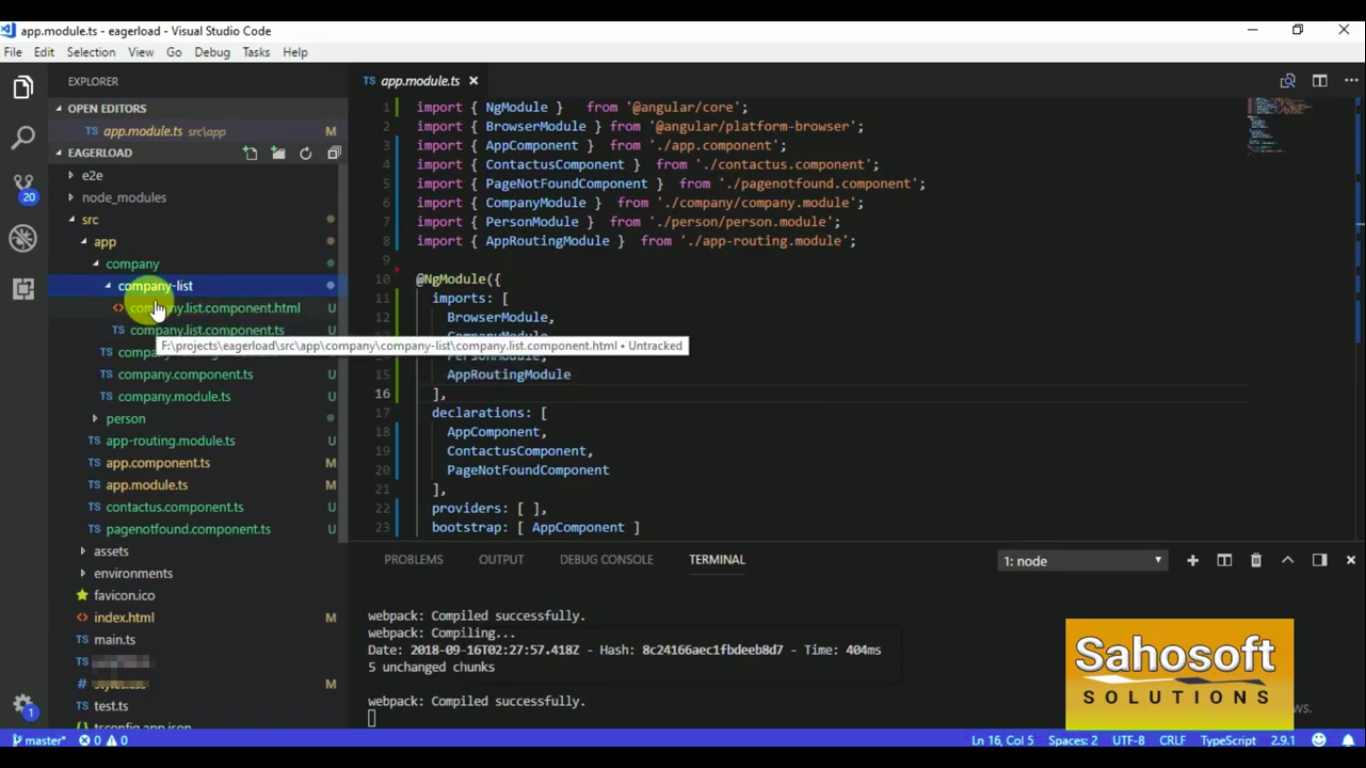 app.module.ts - eagerload - Visual Studio Code
File Edit Selection View Go Debug Tasks Help
EXPLORER
OPEN EDITORS
TS app.module.ts src\app M
EAGERLOAD
e2e
node_modules
src
app
company
company-list
<> company.list.component.html U
TS company.list.component.ts U
F:\projects\eagerload\src\app\company\company-list\company.list.component.html • Untracked
TS U
TS company.component.ts U
TS company.module.ts U
person
TS app-routing.module.ts U
TS app.component.ts M
TS app.module.ts M
TS contactus.component.ts U
TS pagenotfound.component.ts U
assets
environments
favicon.ico
<> index.html M
TS main.ts
TS
# styles.css M
TS test.ts
{} tsconfig.app.json
20
1
TS app.module.ts
1 import { NgModule } from '@angular/core';
2 import { BrowserModule } from '@angular/platform-browser';
3 import { AppComponent } from './app.component';
4 import { ContactusComponent } from './contactus.component';
5 import { PageNotFoundComponent } from './pagenotfound.component';
6 import { CompanyModule } from './company/company.module';
7 import { PersonModule } from './person/person.module';
8 import { AppRoutingModule } from './app-routing.module';
9
10 @NgModule({
11 imports: [
12 BrowserModule,
CompanyModule,
PersonModule,
15 AppRoutingModule
16 ],
17 declarations: [
18 AppComponent,
19 ContactusComponent,
20 PageNotFoundComponent
21 ],
22 providers: [ ],
23 bootstrap: [ AppComponent ]
PROBLEMS OUTPUT DEBUG CONSOLE TERMINAL 1: node
webpack: Compiled successfully.
webpack: Compiling...
Date: 2018-09-16T02:27:57.418Z - Hash: 8c24166aec1fbdeeb8d7 - Time: 404ms
5 unchanged chunks
webpack: Compiled successfully.
Sahosoft
SOLUTIONS
master* 0 0 Ln 16, Col 5 Spaces: 2 UTF-8 CRLF TypeScript 2.9.1